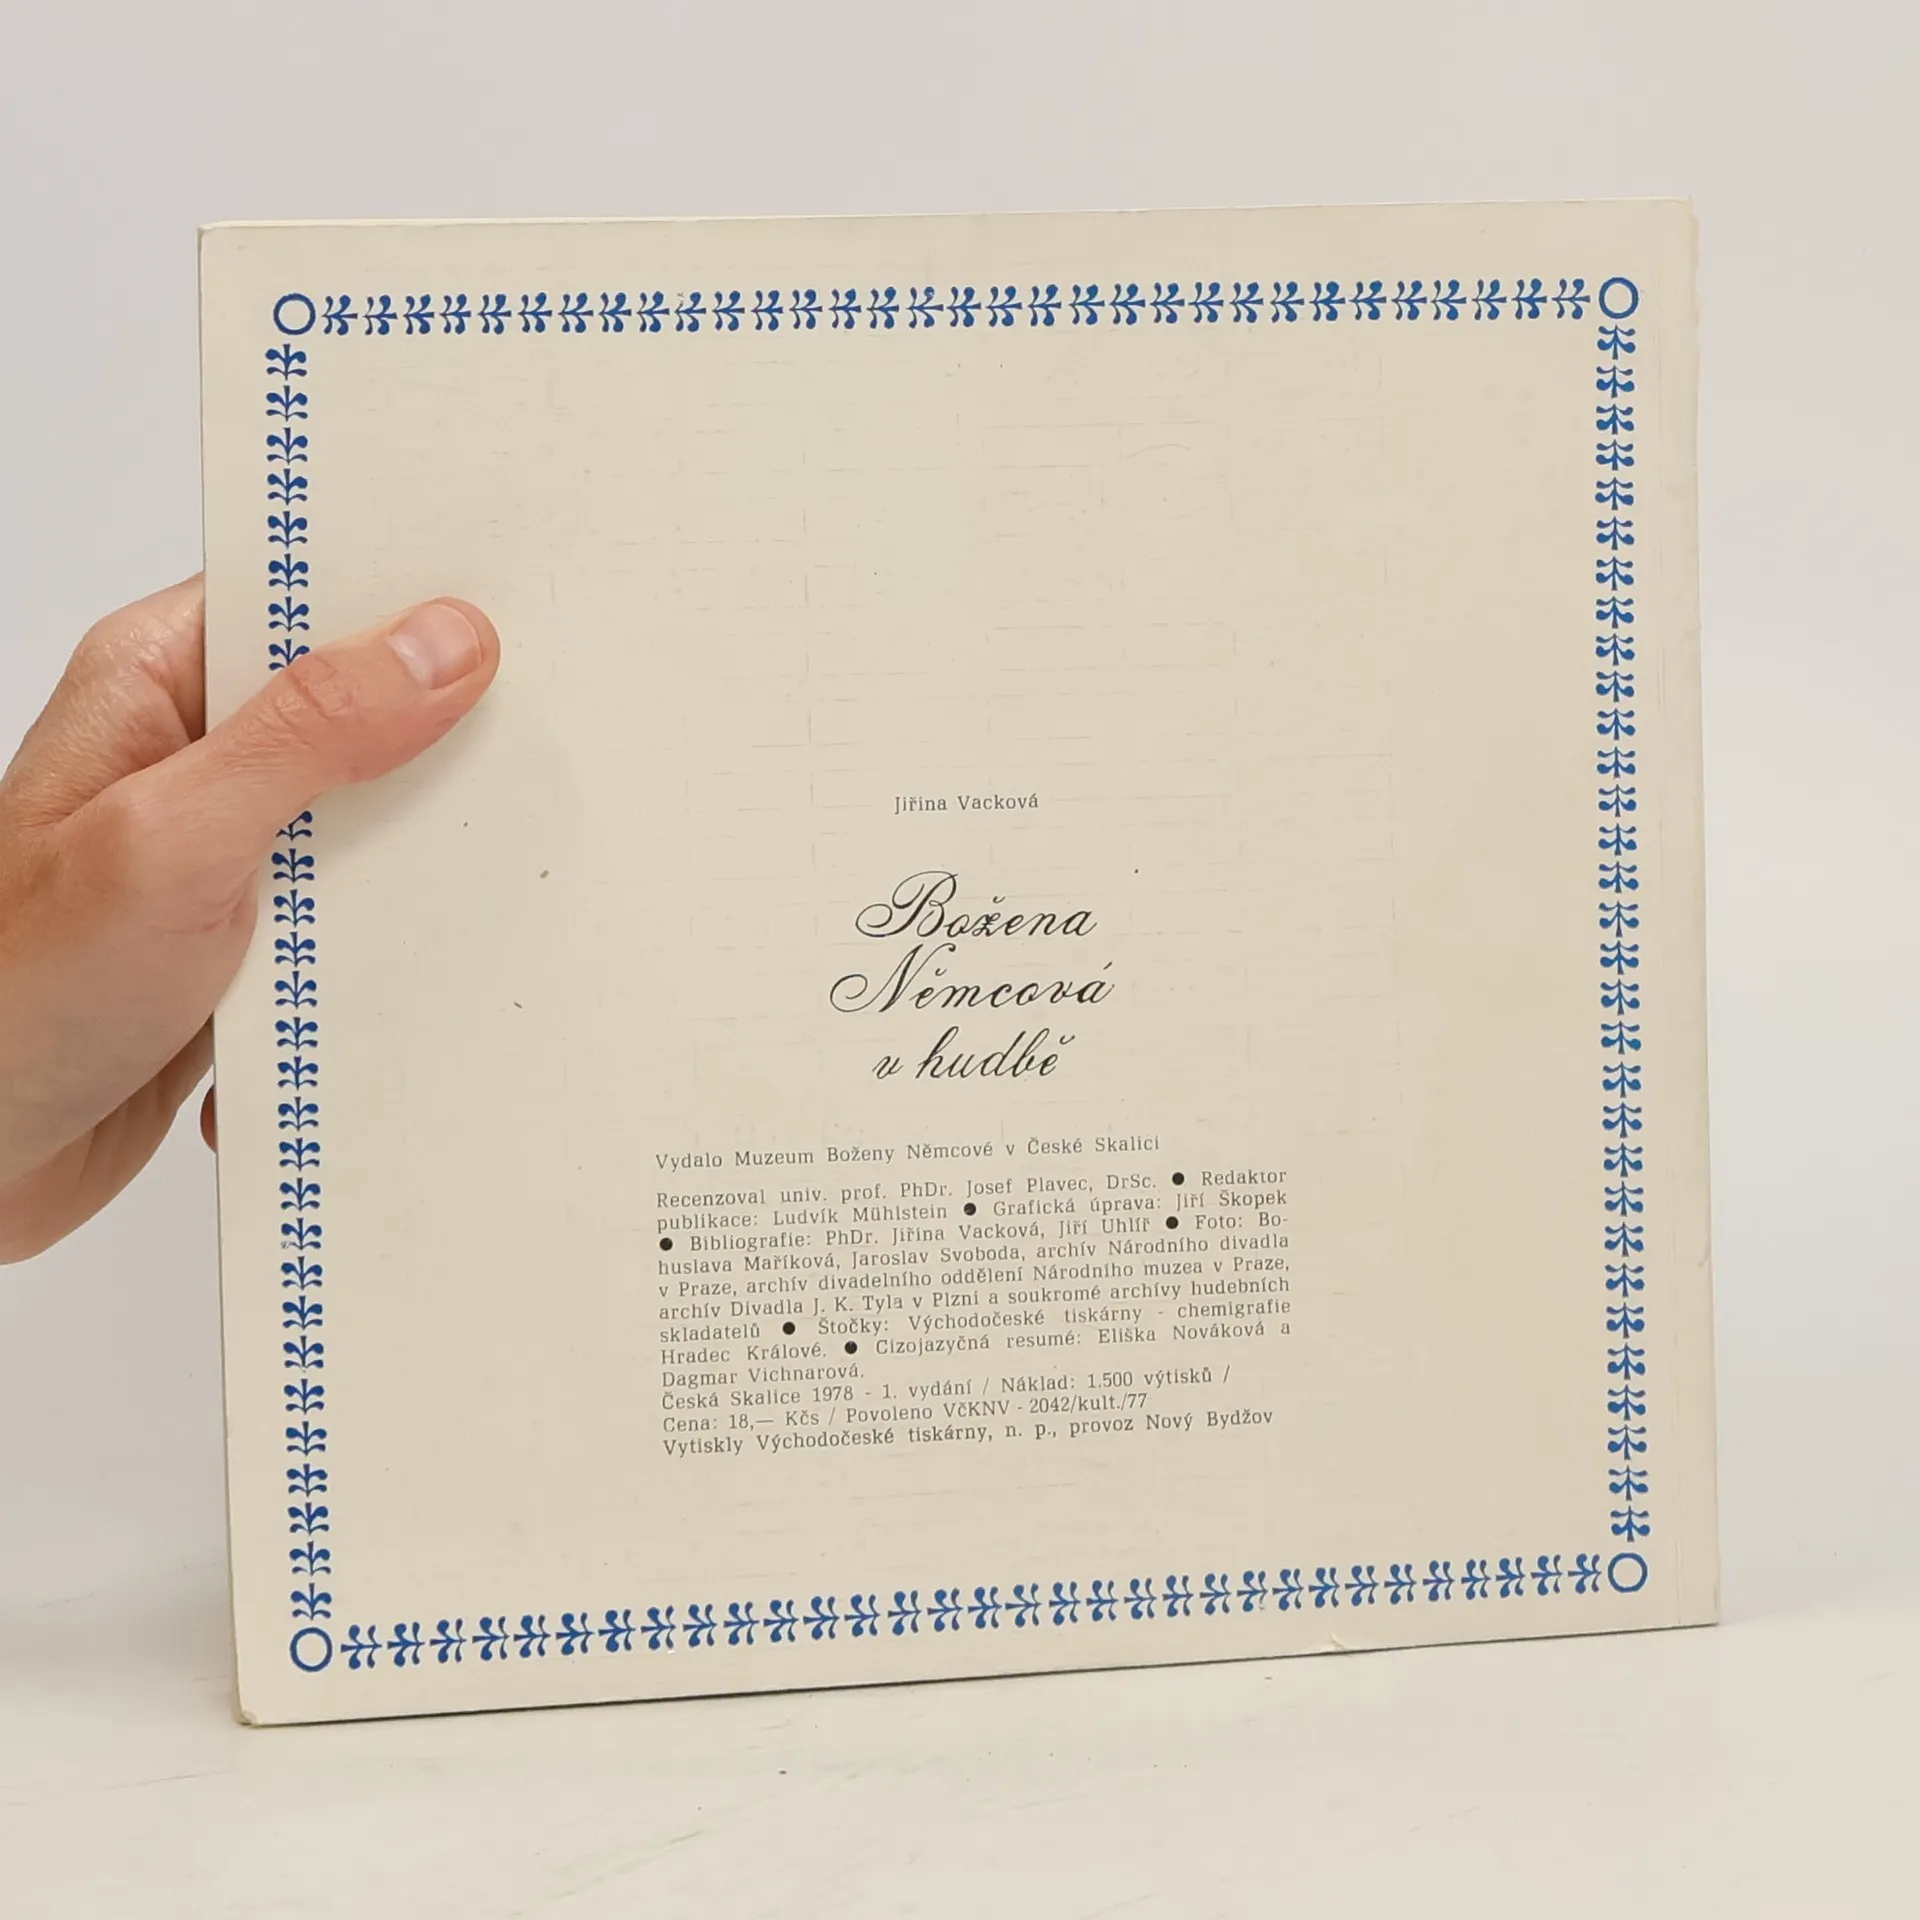 Jiřina Vacková
Božena
Němcová
v hudbě
Vydalo Muzeum Boženy Němcové v České Skalici
Recenzoval univ. prof. PhDr. Josef Plavec, DrSc. ● Redaktor
publikace: Ludvík Mühlstein ● Grafická úprava: Jiří Škopek
● Bibliografie: PhDr. Jiřina Vacková, Jiří Uhlíř ● Foto: Bo-
huslava Maříková, Jaroslav Svoboda, archív Národního divadla
v Praze, archív divadelního oddělení Národního muzea v Praze,
archív Divadla J. K. Tyla v Plzni a soukromé archívy hudebních
skladatelů ● Štočky: Východočeské tiskárny - chemigrafie
Hradec Králové. ● Cizojazyčná resumé: Eliška Nováková a
Dagmar Vichnarová.
Česká Skalice 1978 - 1. vydání / Náklad: 1.500 výtisků /
Cena: 18,— Kčs / Povoleno VčKNV - 2042/kult./77
Vytiskly Východočeské tiskárny, n. p., provoz Nový Bydžov